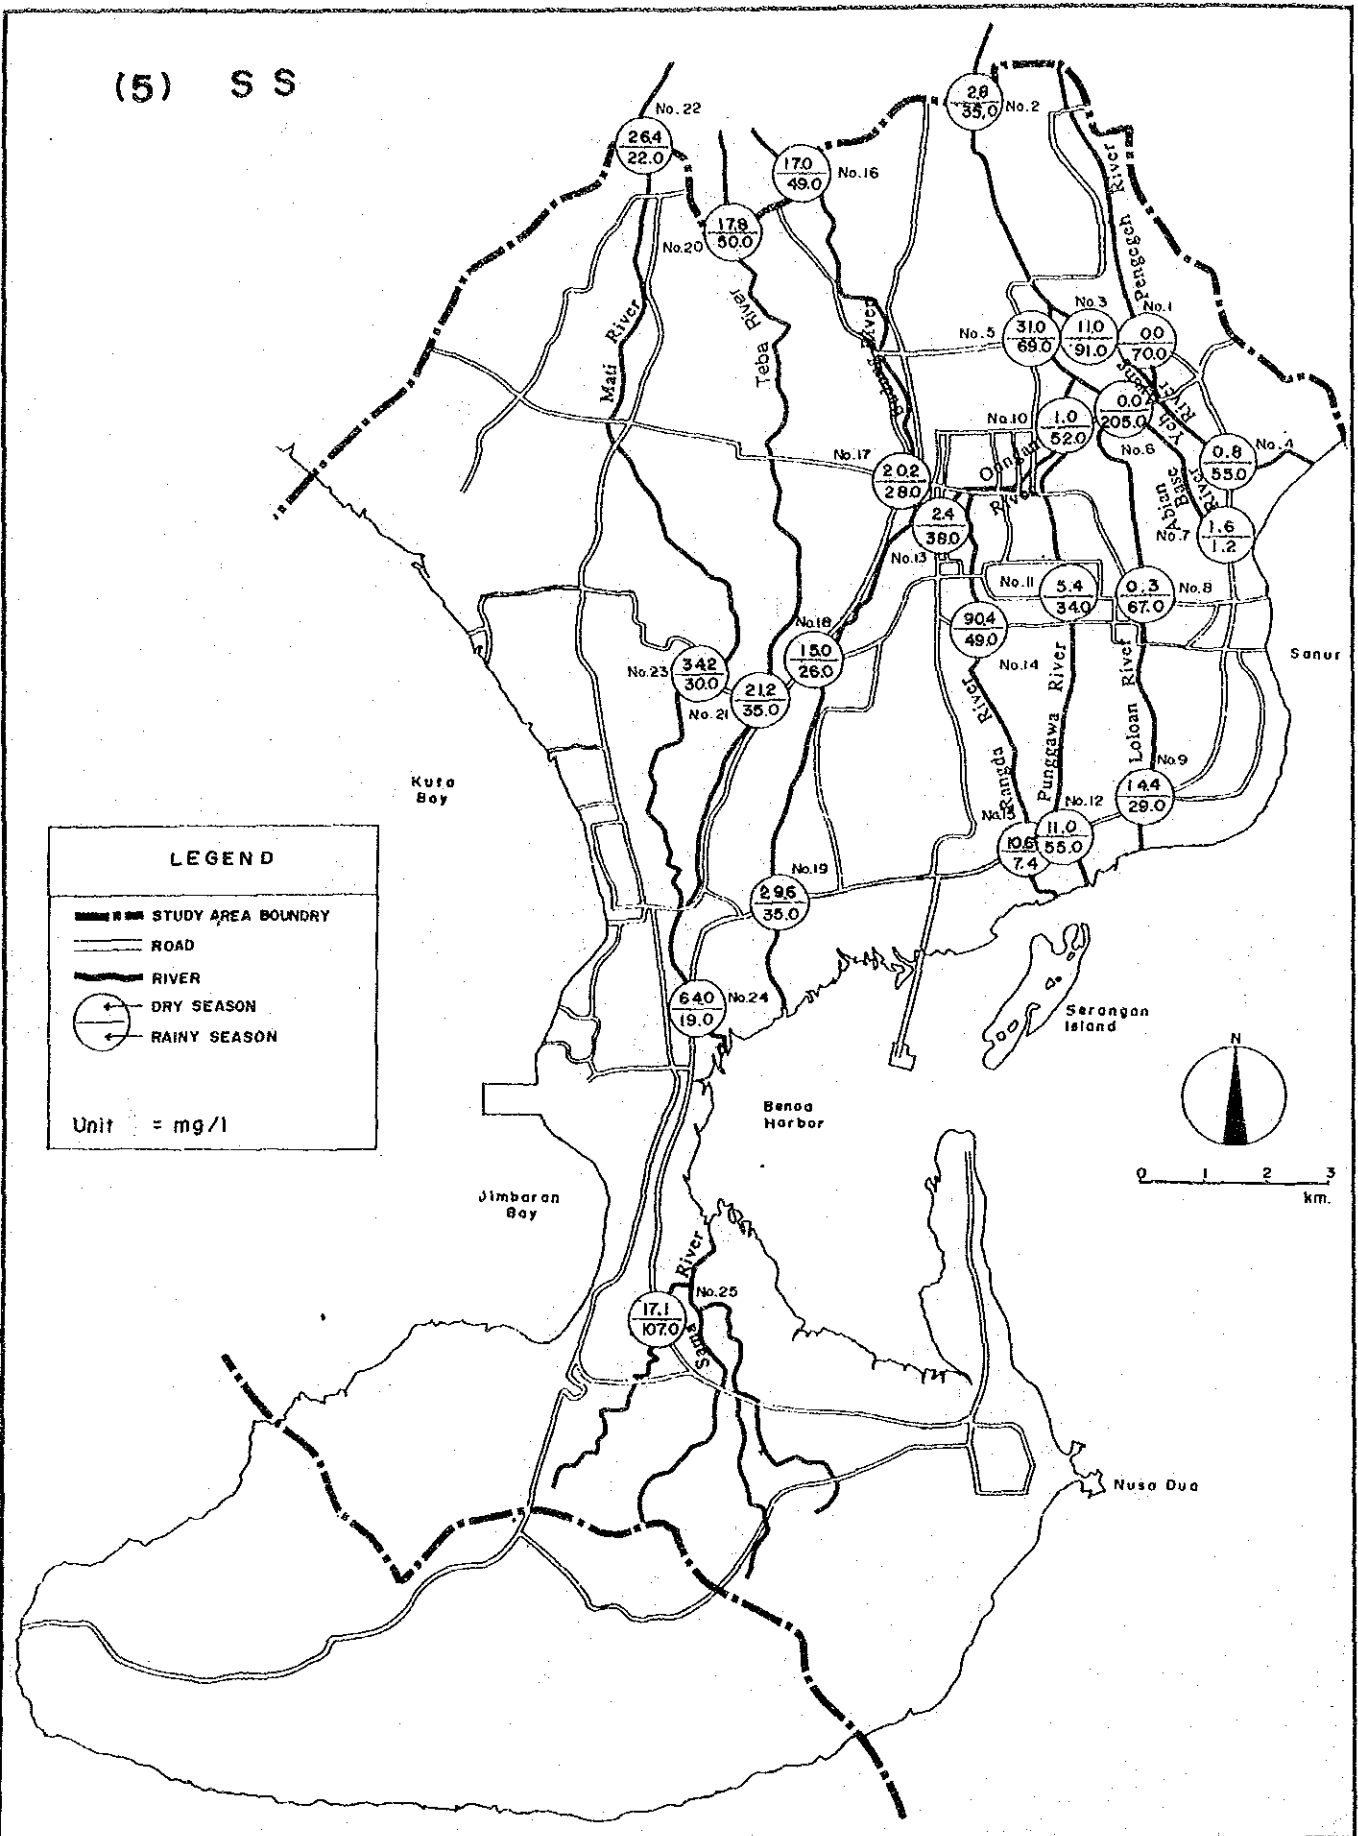 (5) S S
No.22
26.4
22.0
2.8
35.0
No.2
17.0
49.0
No.16
17.8
50.0
No.20
Pengegeh River
Mati River
Teba River
Badung River
No.5
31.0
69.0
No.3
11.0
91.0
No.1
0.0
70.0
No.10
1.0
52.0
0.0
205.0
No.6
Ayung River
Ych
No.4
0.8
55.0
Abian Base River
No.7
1.6
1.2
No.17
20.2
28.0
Oongan River
2.4
38.0
No.13
No.11
5.4
34.0
0.3
67.0
No.8
90.4
49.0
No.14
Sanur
No.18
15.0
26.0
No.23
34.2
30.0
No.21
21.2
35.0
Rangda River
Punggawa River
Loloan River
No.9
14.4
29.0
Kuta
Bay
No.12
11.0
55.0
No.15
10.6
7.4
No.19
29.6
35.0
LEGEND
STUDY AREA BOUNDRY
ROAD
RIVER
DRY SEASON
RAINY SEASON
Unit = mg/l
64.0
19.0
No.24
Serangan
Island
N
Benoa
Harbor
0 1 2 3
km.
Jimbaran
Bay
Sama River
No.25
17.1
107.0
Nusa Dua